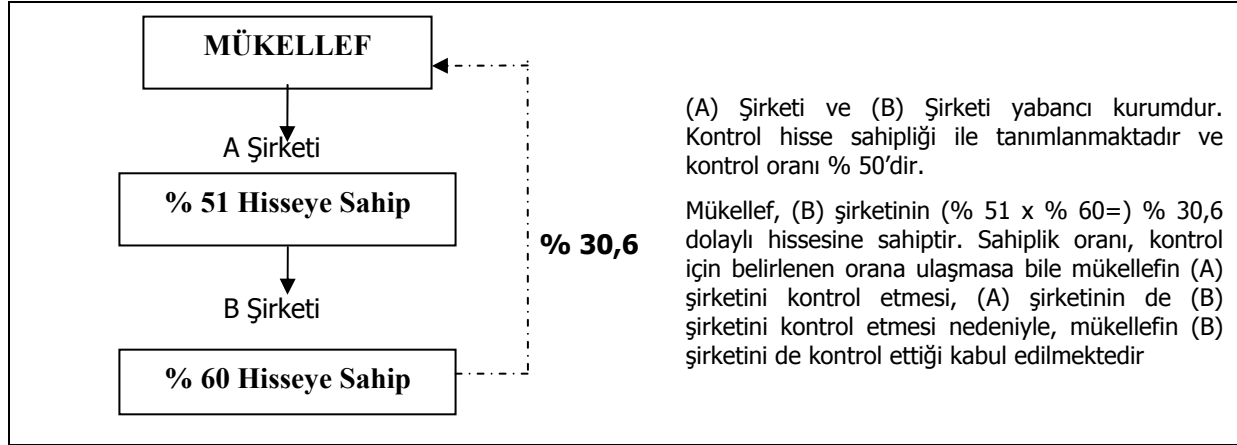 MÜKELLEF
A Şirketi
% 51 Hisseye Sahip
B Şirketi
% 60 Hisseye Sahip
% 30,6
(A) Şirketi ve (B) Şirketi yabancı kurumdur.
Kontrol hisse sahipliği ile tanımlanmaktadır ve
kontrol oranı % 50’dir.
Mükellef, (B) şirketinin (% 51 x % 60=) % 30,6
dolaylı hissesine sahiptir. Sahiplik oranı, kontrol
için belirlenen orana ulaşmasa bile mükellefin (A)
şirketini kontrol etmesi, (A) şirketinin de (B)
şirketini kontrol etmesi nedeniyle, mükellefin (B)
şirketini de kontrol ettiği kabul edilmektedir